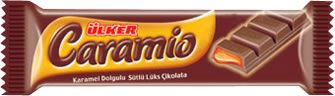 ÜLKER
Caramio
Karamel Dolgulu Sütlü Lüks Çikolata